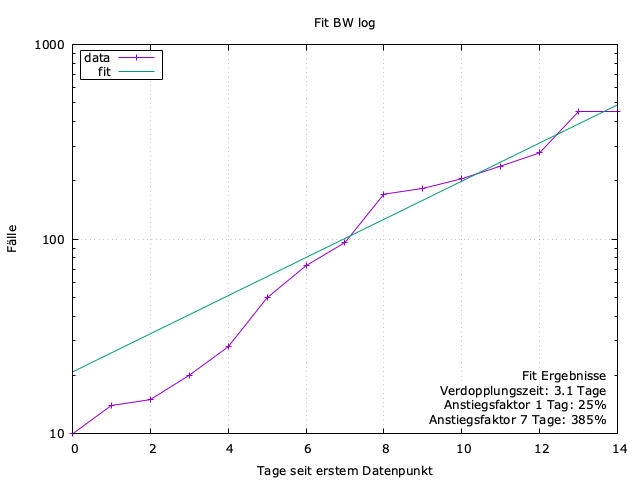 Fit BW log
1000
100
10
Fälle
data
fit
Fit Ergebnisse
Verdopplungszeit: 3.1 Tage
Anstiegsfaktor 1 Tag: 25%
Anstiegsfaktor 7 Tage: 385%
0 2 4 6 8 10 12 14
Tage seit erstem Datenpunkt